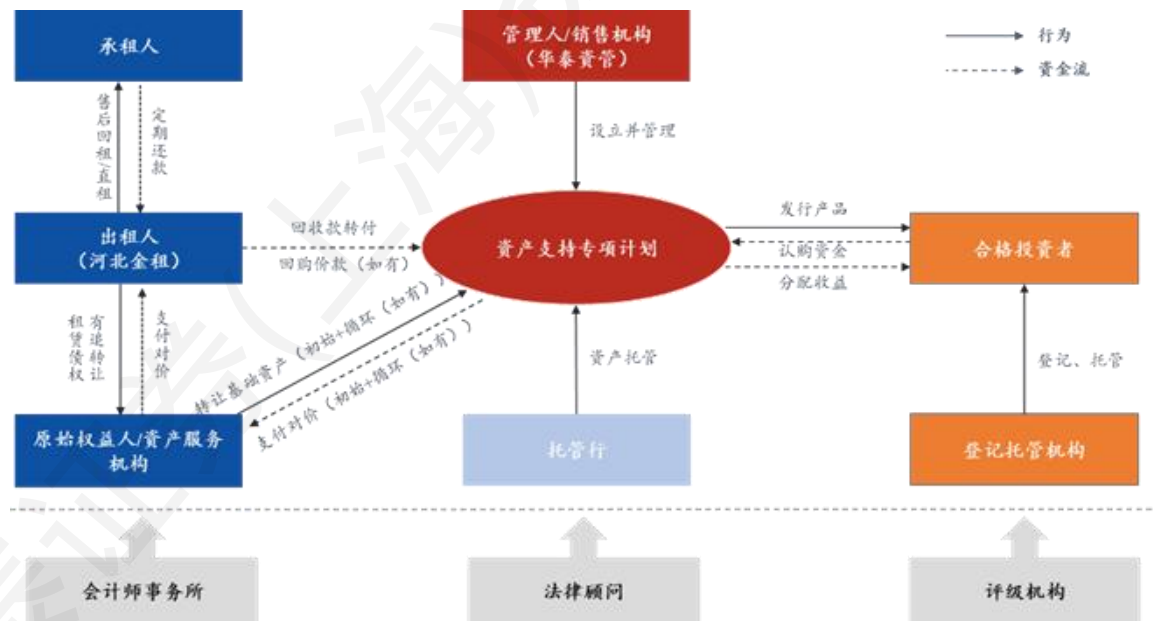 承租人
管理人/销售机构
（华泰资管）
行为
资金流
售后回租/直租
定期还款
设立并管理
出租人
（河北金租）
回收款转付
回购价款（如有）
资产支持专项计划
发行产品
认购资金
分配收益
合格投资者
租赁债权
有追转让
支付对价
转让基础资产（初始+循环（如有））
支付对价（初始+循环（如有））
资产托管
登记、托管
原始权益人/资产服务
机构
托管行
登记托管机构
会计师事务所
法律顾问
评级机构